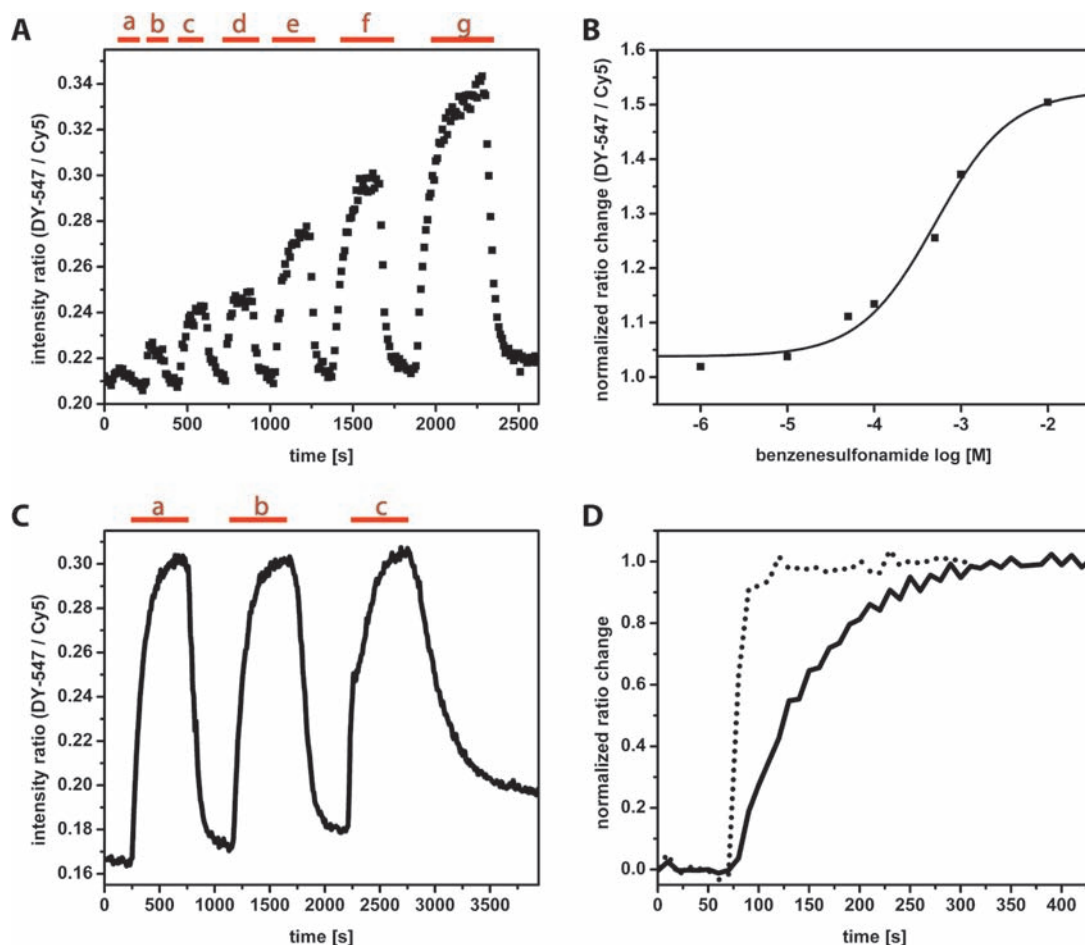 A
a b c d e f g
intensity ratio (DY-547 / Cy5)
0.34
0.32
0.30
0.28
0.26
0.24
0.22
0.20
0 500 1000 1500 2000 2500
time [s]
B
normalized ratio change (DY-547 / Cy5)
1.6
1.5
1.4
1.3
1.2
1.1
1.0
-6 -5 -4 -3 -2
benzenesulfonamide log [M]
C
a b c
intensity ratio (DY-547 / Cy5)
0.30
0.28
0.26
0.24
0.22
0.20
0.18
0.16
0 500 1000 1500 2000 2500 3000 3500
time [s]
D
normalized ratio change
1.0
0.8
0.6
0.4
0.2
0.0
0 50 100 150 200 250 300 350 400
time [s]